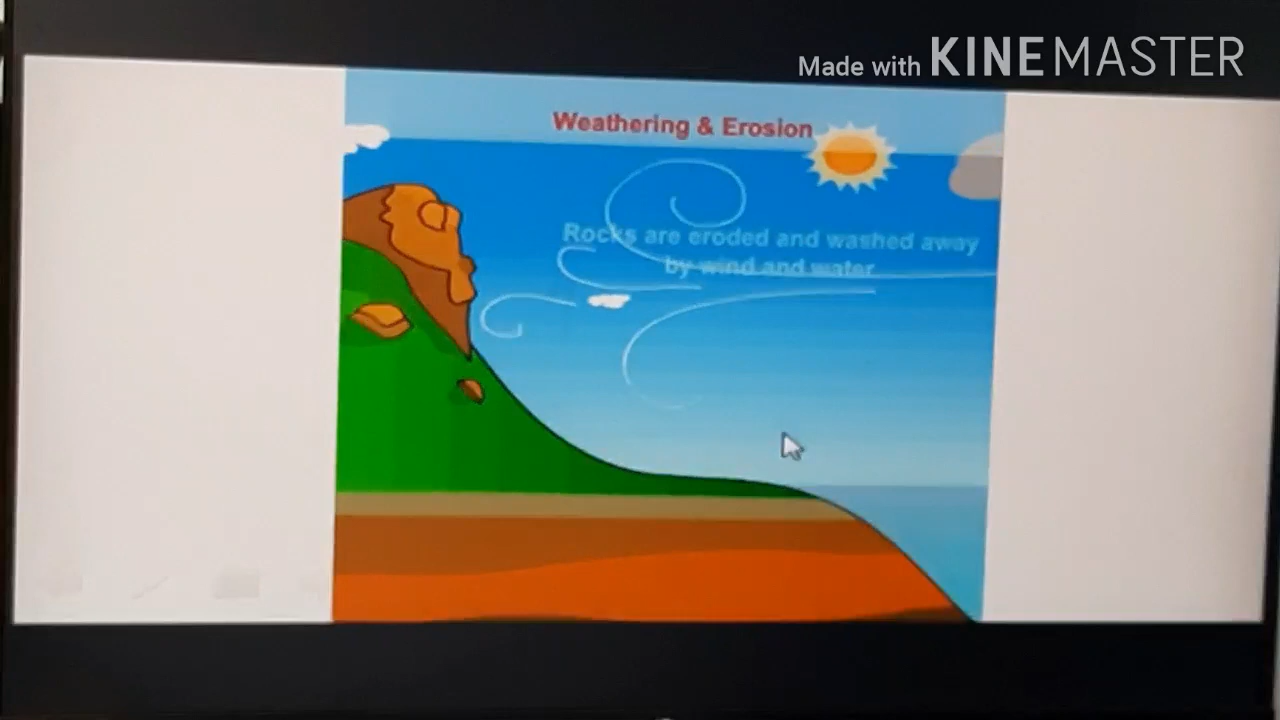 Made with KINEMASTER
Weathering & Erosion
Rocks are eroded and washed away
by wind and water